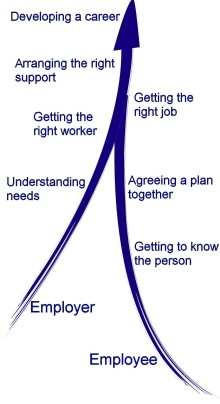 Developing a career
Arranging the right
support
Getting the
right job
Getting the
right worker
Understanding
needs
Agreeing a plan
together
Getting to know
the person
Employer
Employee